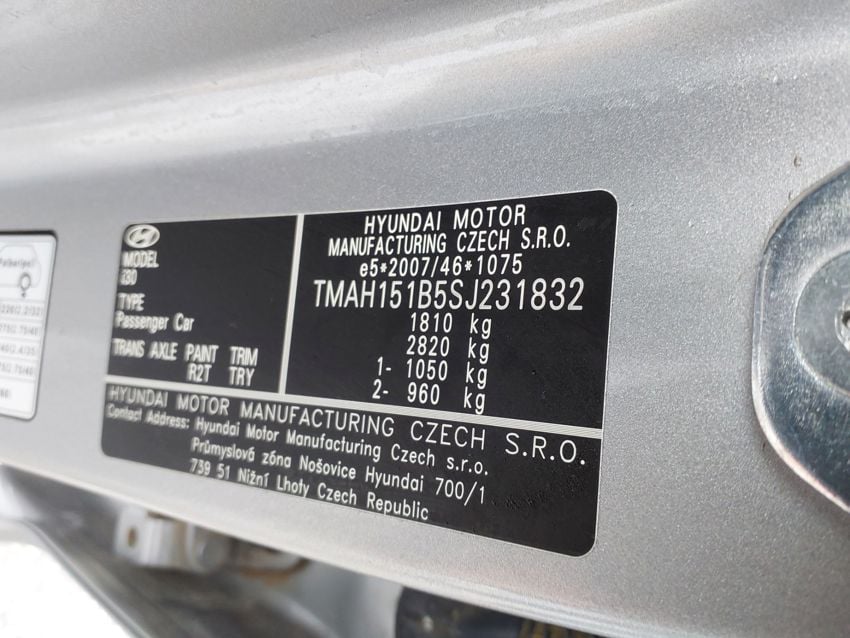 MODEL
i30
TYPE
Passenger Car
TRANS AXLE PAINT TRIM
R2T TRY
HYUNDAI MOTOR
MANUFACTURING CZECH S.R.O.
e5*2007/46*1075
TMAH151B5SJ231832
1810 kg
2820 kg
1- 1050 kg
2- 960 kg
HYUNDAI MOTOR MANUFACTURING CZECH S.R.O.
Contact Address: Hyundai Motor Manufacturing Czech s.r.o.
Průmyslová zóna Nošovice Hyundai 700/1
739 51 Nižní Lhoty Czech Republic